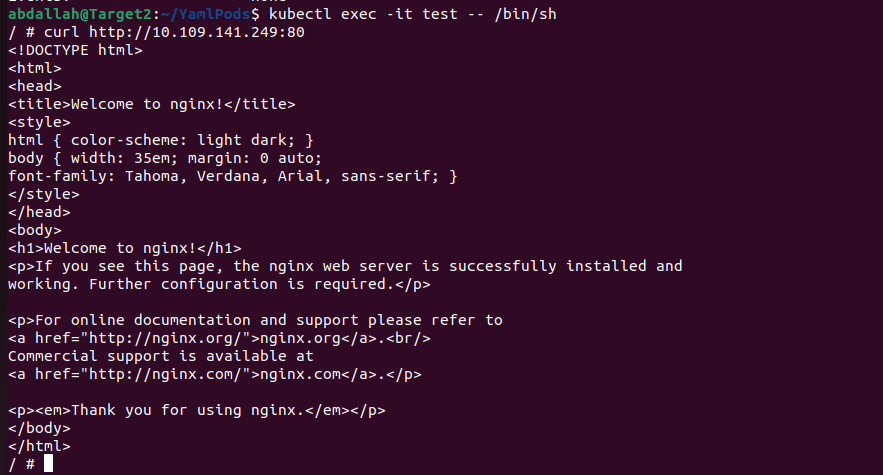 abdallah@Target2:~/YamlPods$ kubectl exec -it test -- /bin/sh
/ # curl http://10.109.141.249:80
<!DOCTYPE html>
<html>
<head>
<title>Welcome to nginx!</title>
<style>
html { color-scheme: light dark; }
body { width: 35em; margin: 0 auto;
font-family: Tahoma, Verdana, Arial, sans-serif; }
</style>
</head>
<body>
<h1>Welcome to nginx!</h1>
<p>If you see this page, the nginx web server is successfully installed and
working. Further configuration is required.</p>

<p>For online documentation and support please refer to
<a href="http://nginx.org/">nginx.org</a>.<br/>
Commercial support is available at
<a href="http://nginx.com/">nginx.com</a>.</p>

<p><em>Thank you for using nginx.</em></p>
</body>
</html>
/ #